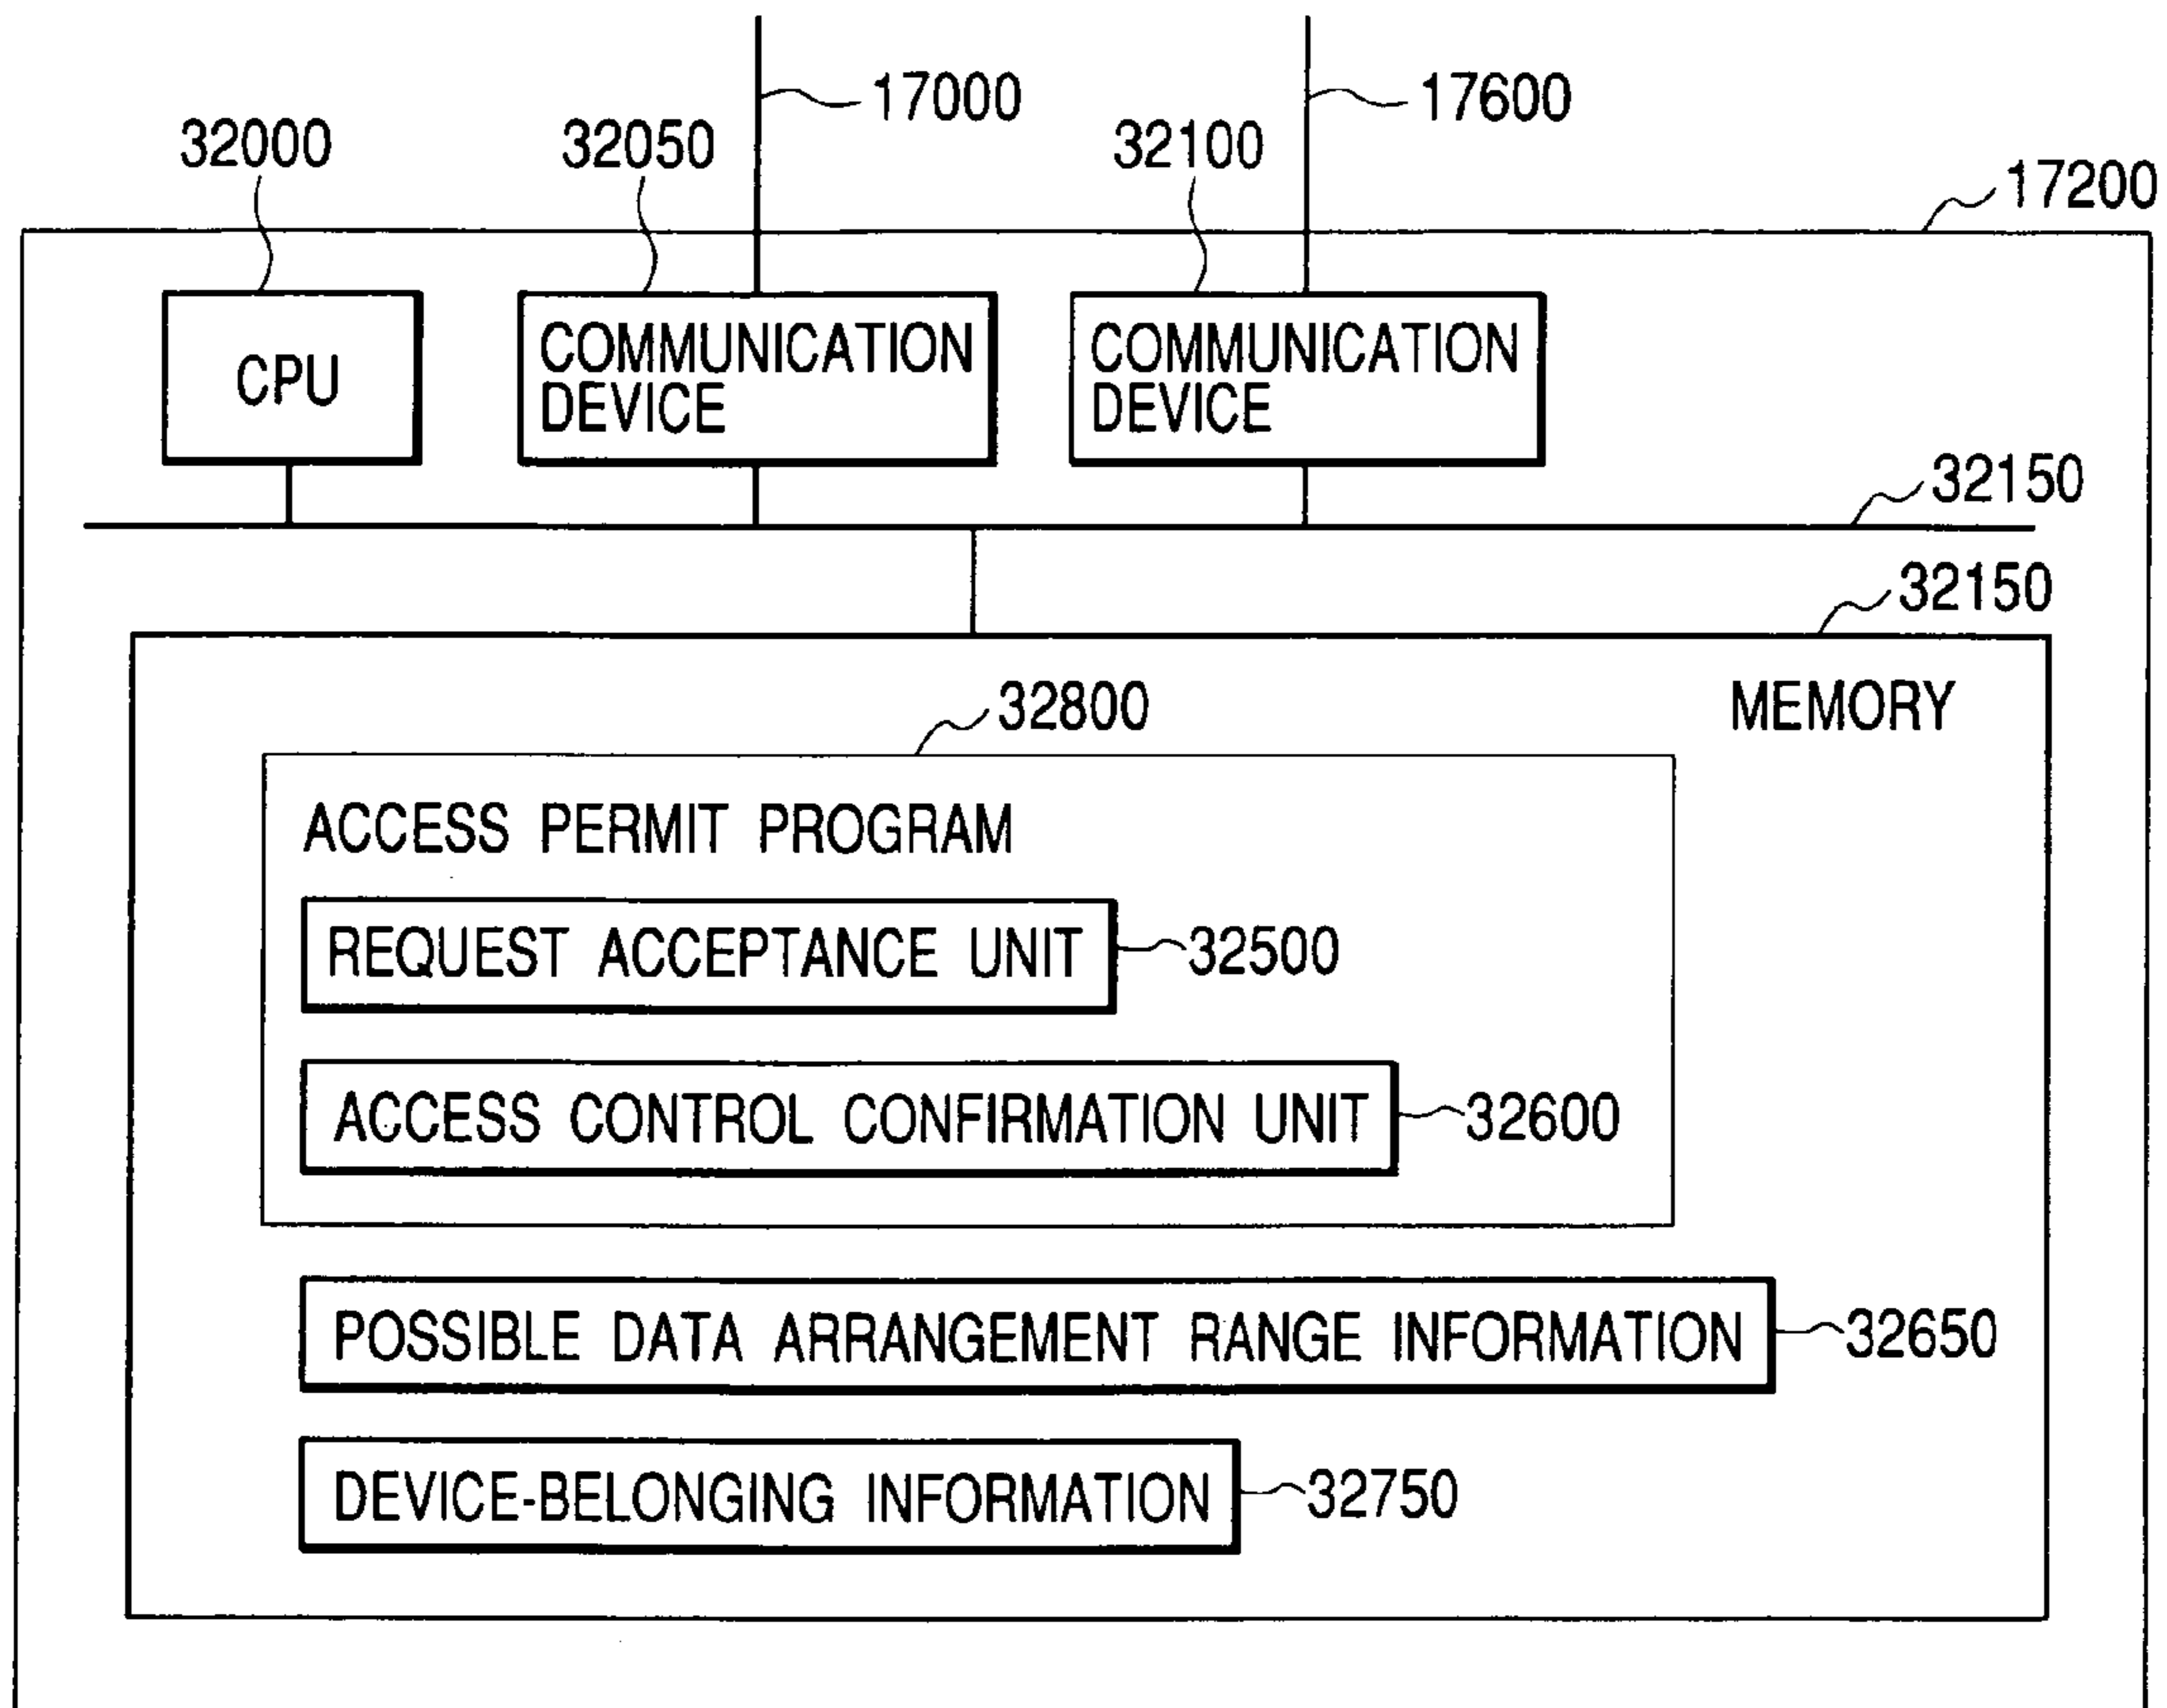 17000
17600
32000
32050
32100
17200
CPU
COMMUNICATION
DEVICE
COMMUNICATION
DEVICE
32150
32150
MEMORY
32800
ACCESS PERMIT PROGRAM
REQUEST ACCEPTANCE UNIT
32500
ACCESS CONTROL CONFIRMATION UNIT
32600
POSSIBLE DATA ARRANGEMENT RANGE INFORMATION
32650
DEVICE-BELONGING INFORMATION
32750